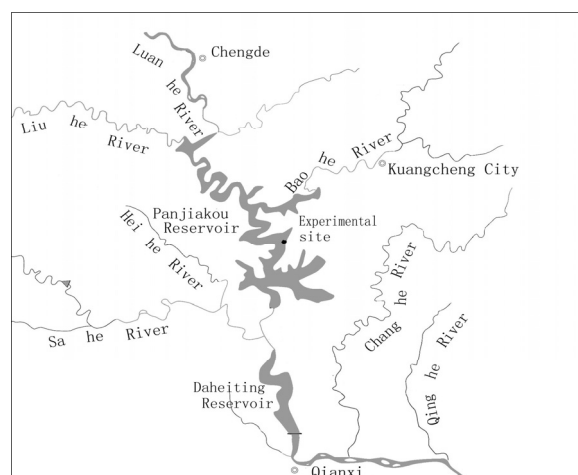 Chengde
Luan he River
Liu he River
Bao he River
Kuangcheng City
Panjiakou
Reservoir
Experimental
site
Hei he River
Chang he River
Sa he River
Qing he River
Daheiting
Reservoir
Qianxi